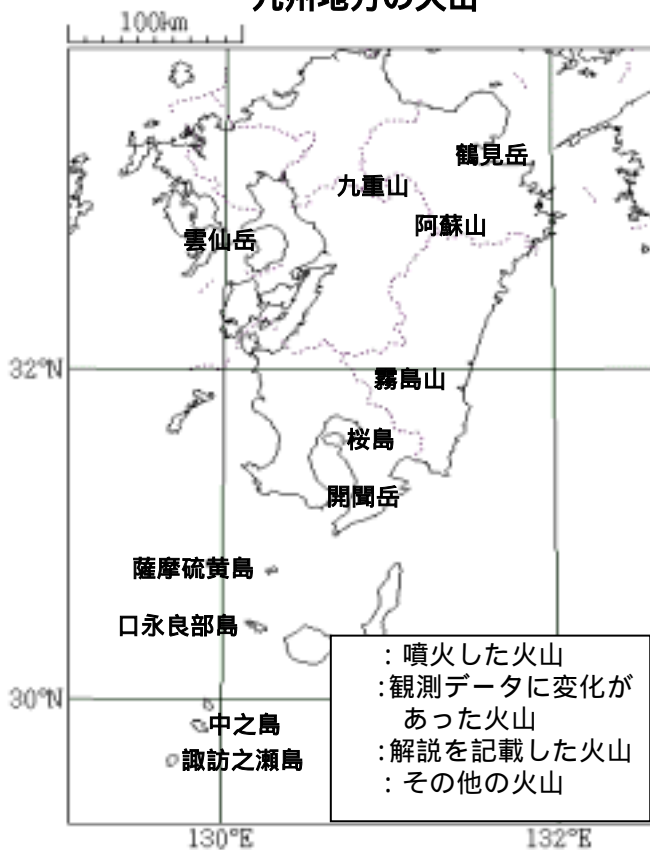 九州地方の火山
100km
鶴見岳
九重山
阿蘇山
雲仙岳
32°N
霧島山
桜島
開聞岳
薩摩硫黄島
口永良部島
：噴火した火山
：観測データに変化が
あった火山
：解説を記載した火山
：その他の火山
30°N
中之島
諏訪之瀬島
130°E
132°E